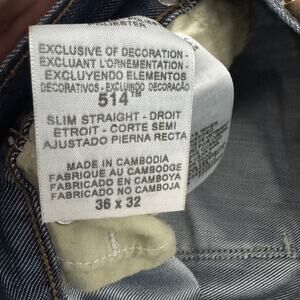 EXCLUSIVE OF DECORATION -
EXCLUANT L'ORNEMENTATION -
EXCLUYENDO ELEMENTOS
DECORATIVOS - EXCLUINDO DECORAÇÃO
514™
SLIM STRAIGHT - DROIT
ETROIT - CORTE SEMI
AJUSTADO PIERNA RECTA
MADE IN CAMBODIA
FABRIQUE AU CAMBODGE
FABRICADO EN CAMBOYA
FABRICADO NO CAMBOJA
36 x 32